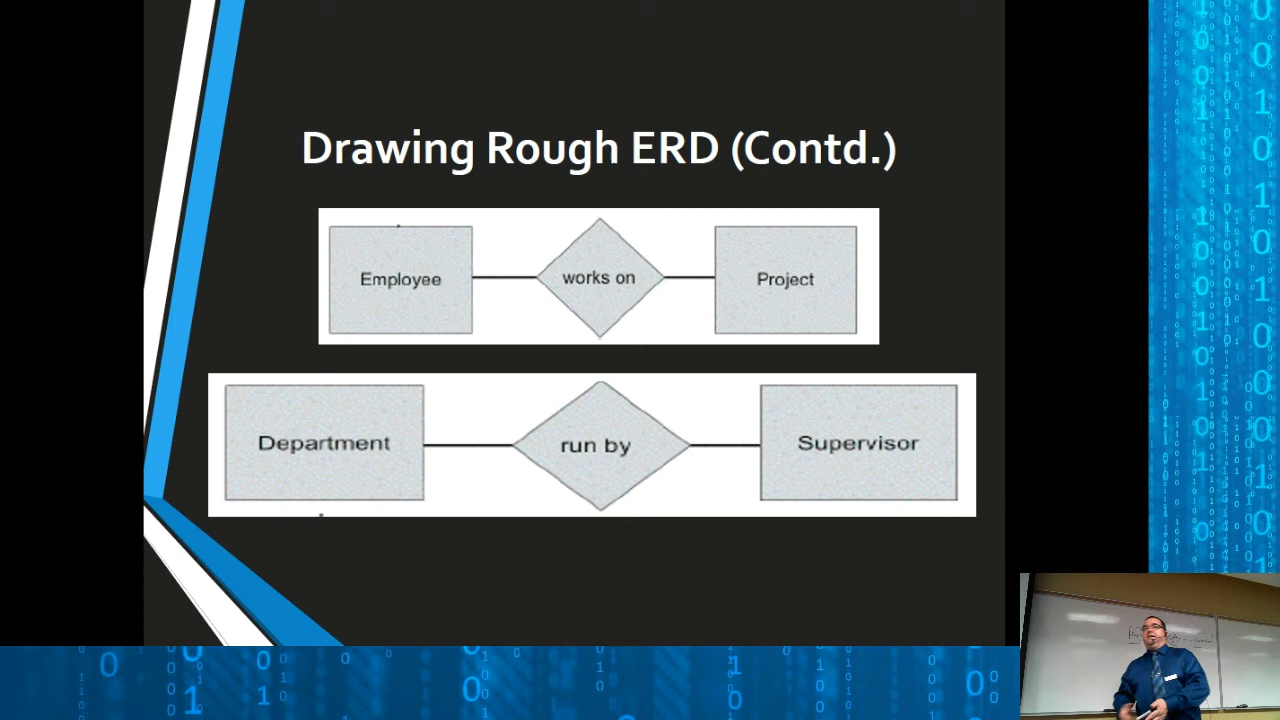 Drawing Rough ERD (Contd.)
Employee
works on
Project
Department
run by
Supervisor